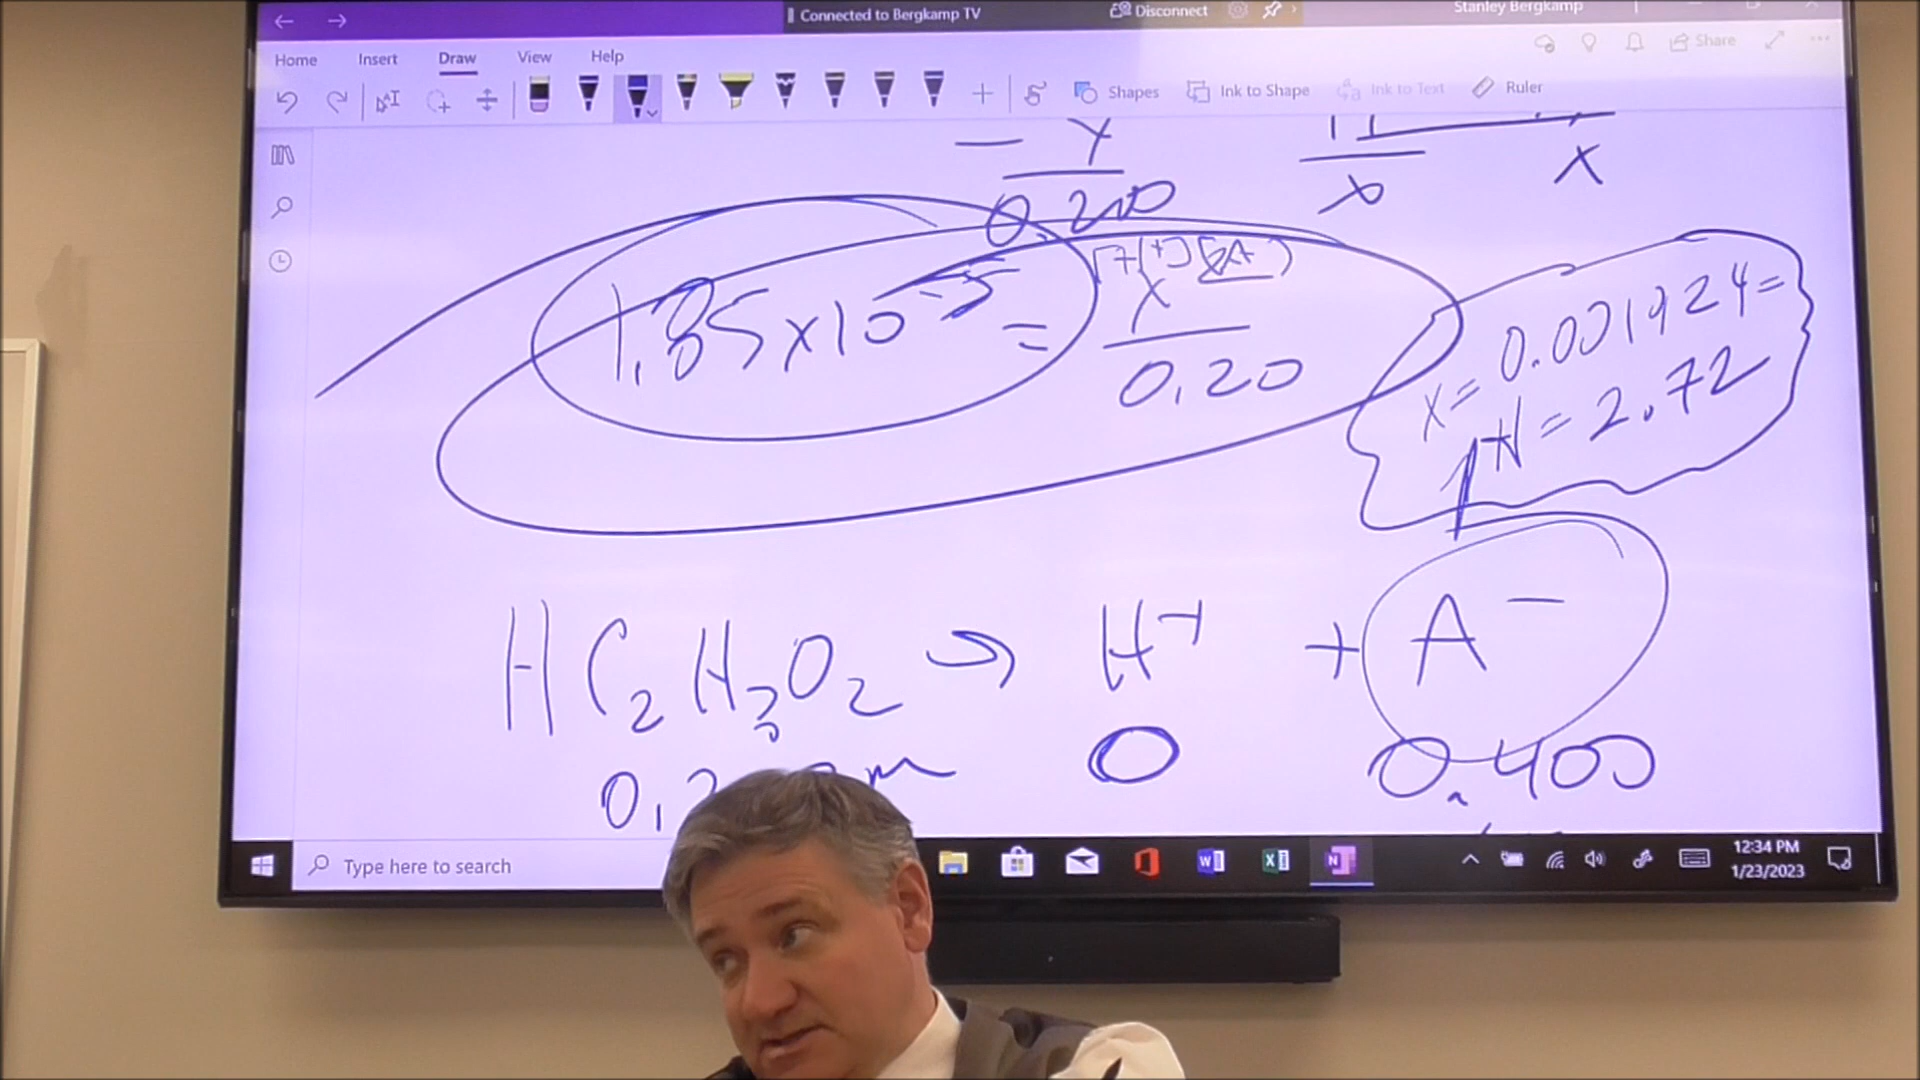 Connected to Bergkamp TV
Disconnect
Stanley Bergkamp
Home Insert Draw View Help
Share
Shapes
Ink to Shape
Ink to Text
Ruler
0.200
x x
1.85x10⁻⁵ = x / 0.20
x = 0.001924 =
pH = 2.72
HC₂H₃O₂ → H⁺ + A⁻
0 0.400
Type here to search
12:34 PM
1/23/2023